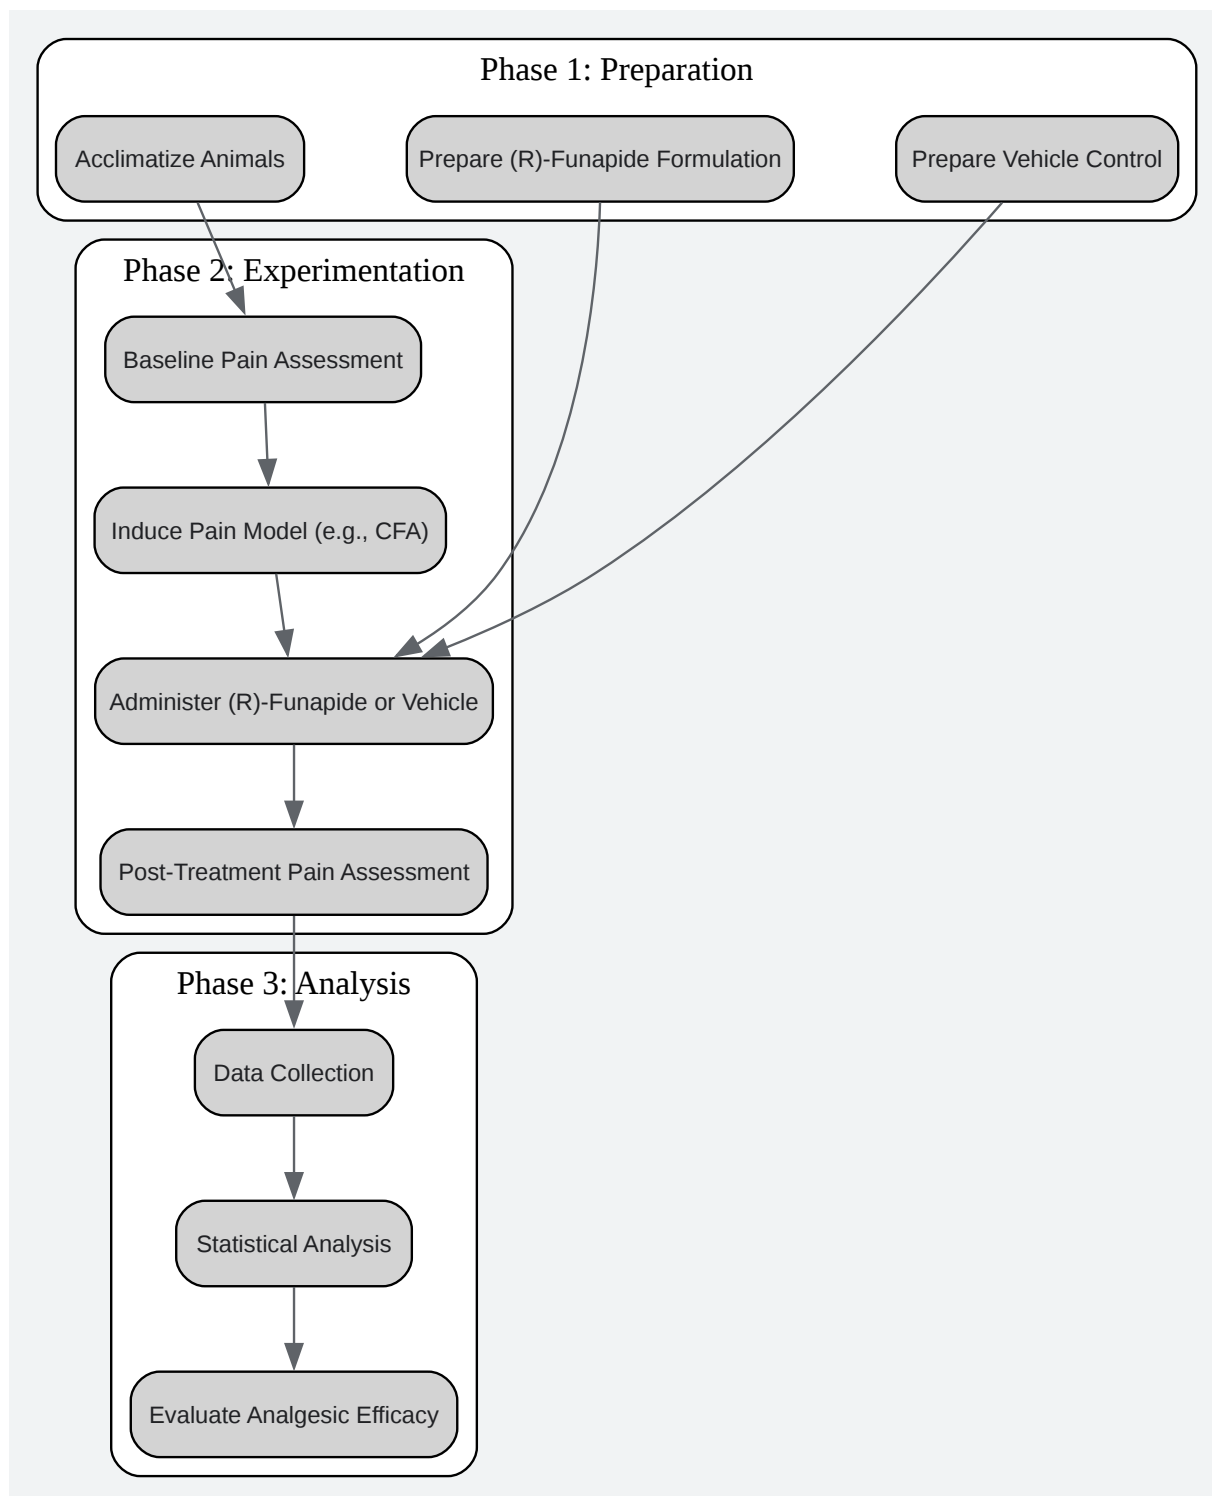 Phase 1: Preparation
Acclimatize Animals
Prepare (R)-Funapide Formulation
Prepare Vehicle Control
Phase 2: Experimentation
Baseline Pain Assessment
Induce Pain Model (e.g., CFA)
Administer (R)-Funapide or Vehicle
Post-Treatment Pain Assessment
Phase 3: Analysis
Data Collection
Statistical Analysis
Evaluate Analgesic Efficacy